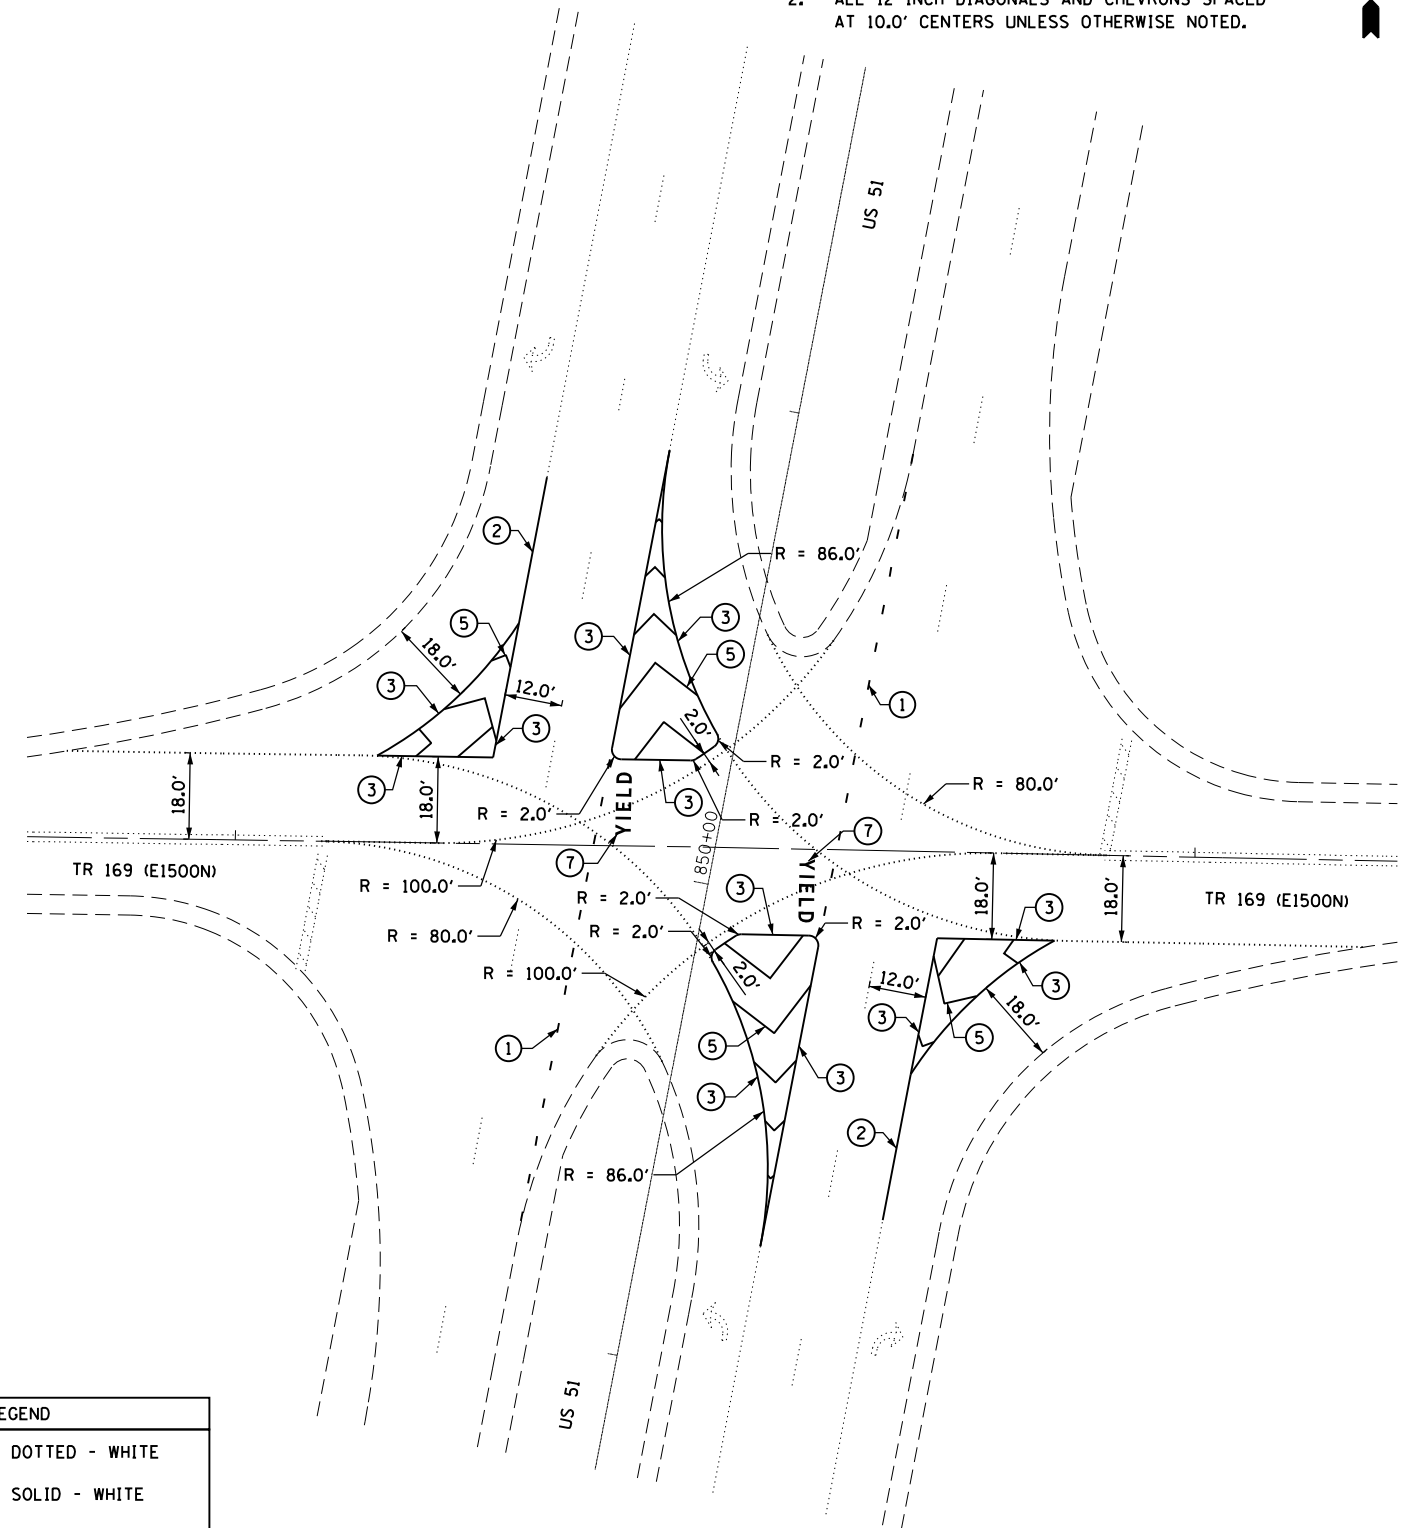 2. ALL 12 INCH DIAGONALS AND CHEVRONS SPACED
AT 10.0' CENTERS UNLESS OTHERWISE NOTED.
US 51
2
R = 86.0'
5
3
3
5
18.0'
3
12.0'
1
3
2.0'
R = 2.0'
R = 80.0'
3
18.0'
18.0'
3
R = 2.0'
YIELD
R = 2.0'
850+00
7
7
TR 169 (E1500N)
R = 100.0'
3
R = 2.0'
YIELD
18.0'
3
18.0'
TR 169 (E1500N)
R = 80.0'
R = 2.0'
R = 2.0'
R = 100.0'
2.0'
12.0'
3
18.0'
3
5
1
5
3
3
2
R = 86.0'
US 51
EGEND
DOTTED - WHITE
SOLID - WHITE